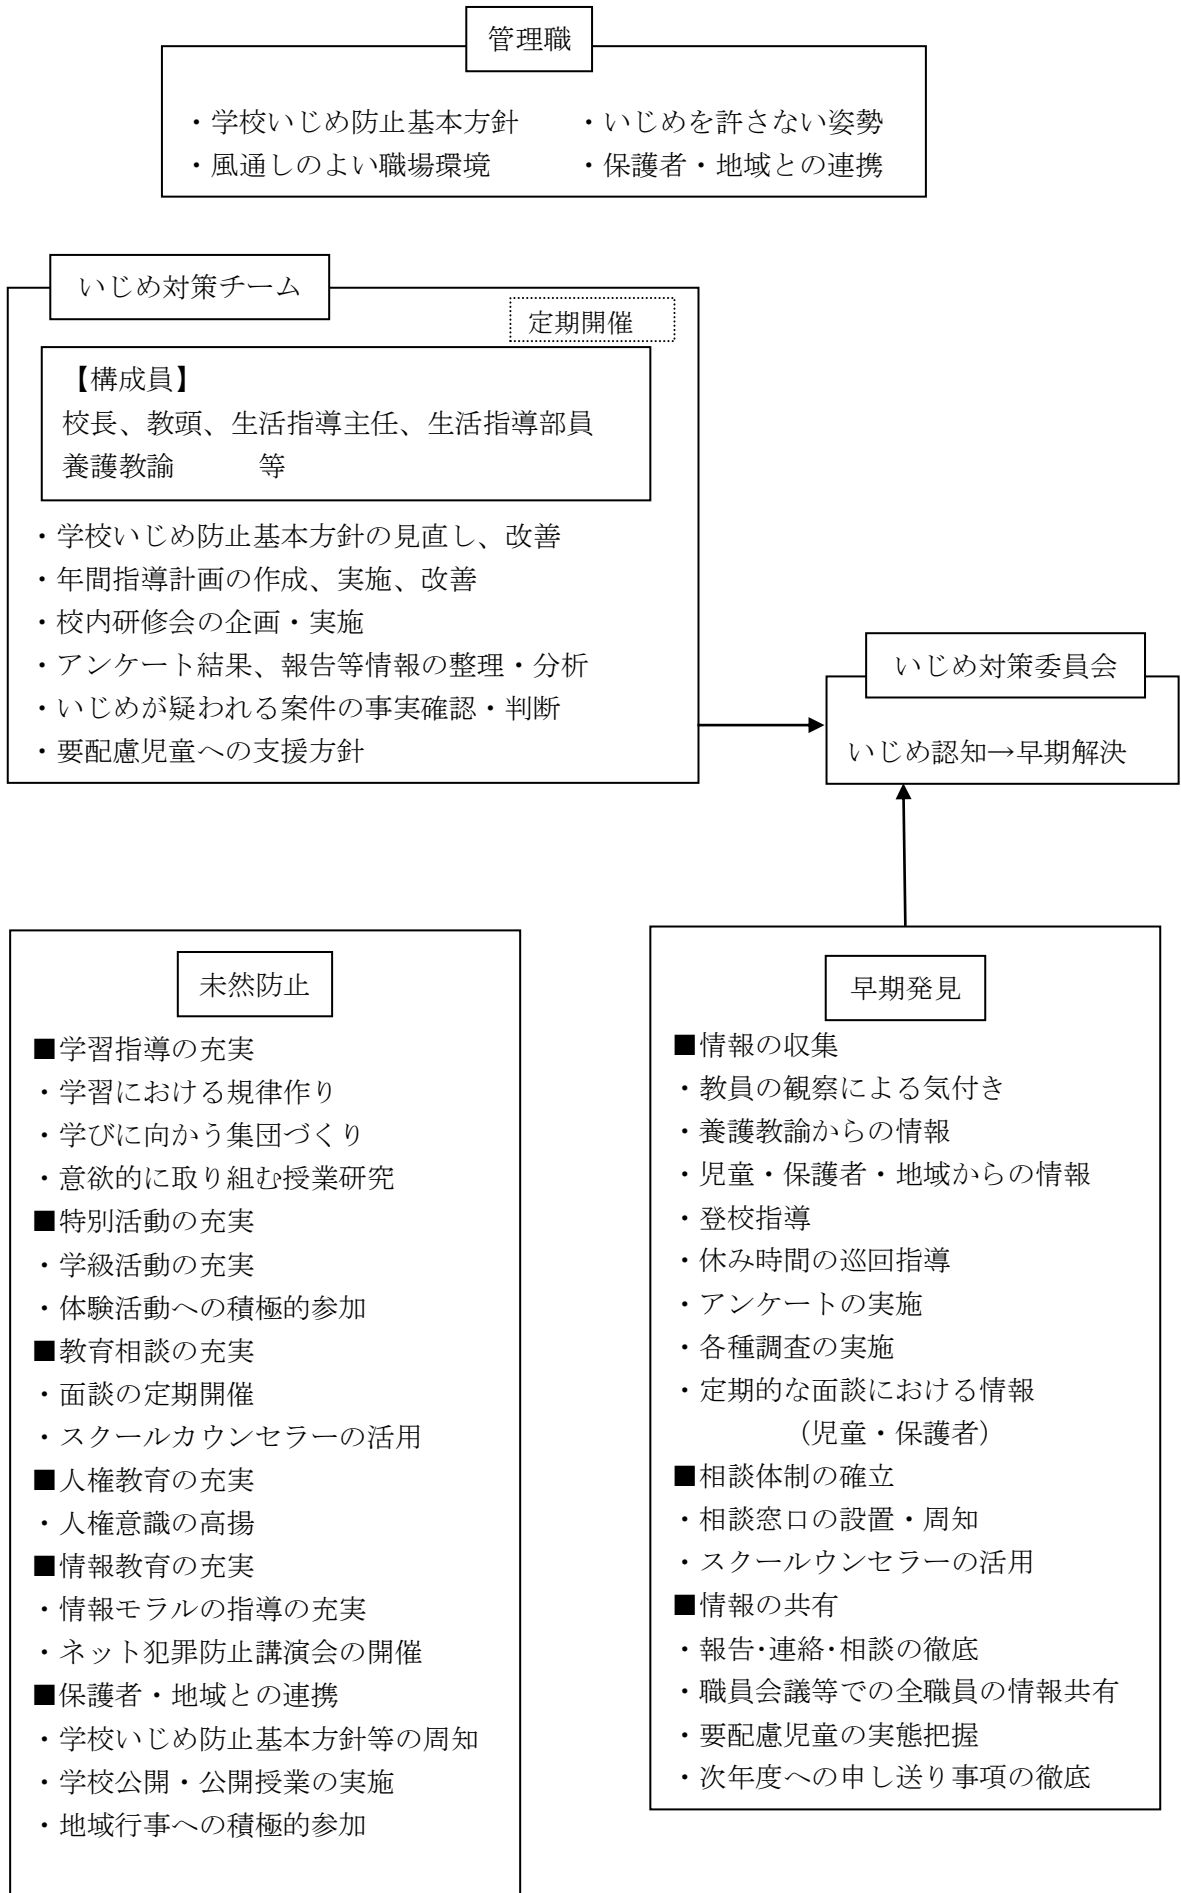 管理職
・学校いじめ防止基本方針　　・いじめを許さない姿勢
・風通しのよい職場環境　　　・保護者・地域との連携
いじめ対策チーム
定期開催
【構成員】
校長、教頭、生活指導主任、生活指導部員
養護教諭　　　等
・学校いじめ防止基本方針の見直し、改善
・年間指導計画の作成、実施、改善
・校内研修会の企画・実施
・アンケート結果、報告等情報の整理・分析
・いじめが疑われる案件の事実確認・判断
・要配慮児童への支援方針
いじめ対策委員会
いじめ認知→早期解決
未然防止
■学習指導の充実
・学習における規律作り
・学びに向かう集団づくり
・意欲的に取り組む授業研究
■特別活動の充実
・学級活動の充実
・体験活動への積極的参加
■教育相談の充実
・面談の定期開催
・スクールカウンセラーの活用
■人権教育の充実
・人権意識の高揚
■情報教育の充実
・情報モラルの指導の充実
・ネット犯罪防止講演会の開催
■保護者・地域との連携
・学校いじめ防止基本方針等の周知
・学校公開・公開授業の実施
・地域行事への積極的参加
早期発見
■情報の収集
・教員の観察による気付き
・養護教諭からの情報
・児童・保護者・地域からの情報
・登校指導
・休み時間の巡回指導
・アンケートの実施
・各種調査の実施
・定期的な面談における情報
（児童・保護者）
■相談体制の確立
・相談窓口の設置・周知
・スクールウンセラーの活用
■情報の共有
・報告･連絡･相談の徹底
・職員会議等での全職員の情報共有
・要配慮児童の実態把握
・次年度への申し送り事項の徹底